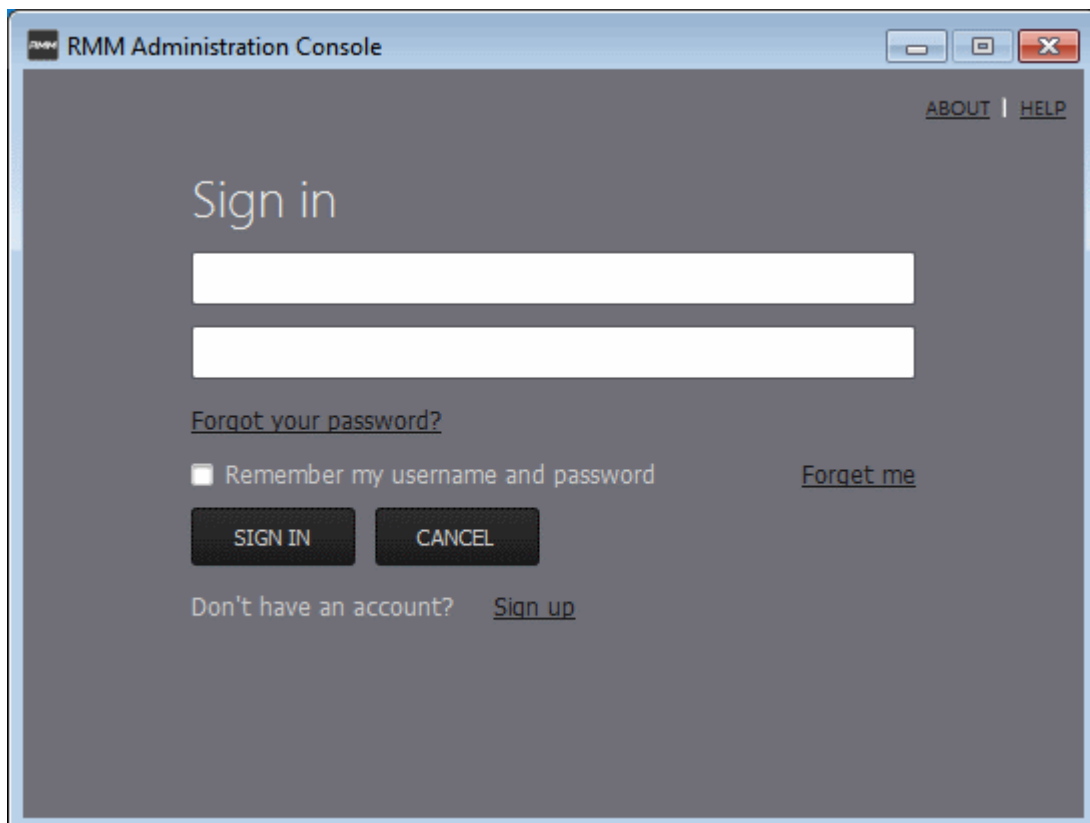 RMM RMM Administration Console
ABOUT | HELP
Sign in
Forgot your password?
Remember my username and password Forget me
SIGN IN CANCEL
Don't have an account? Sign up